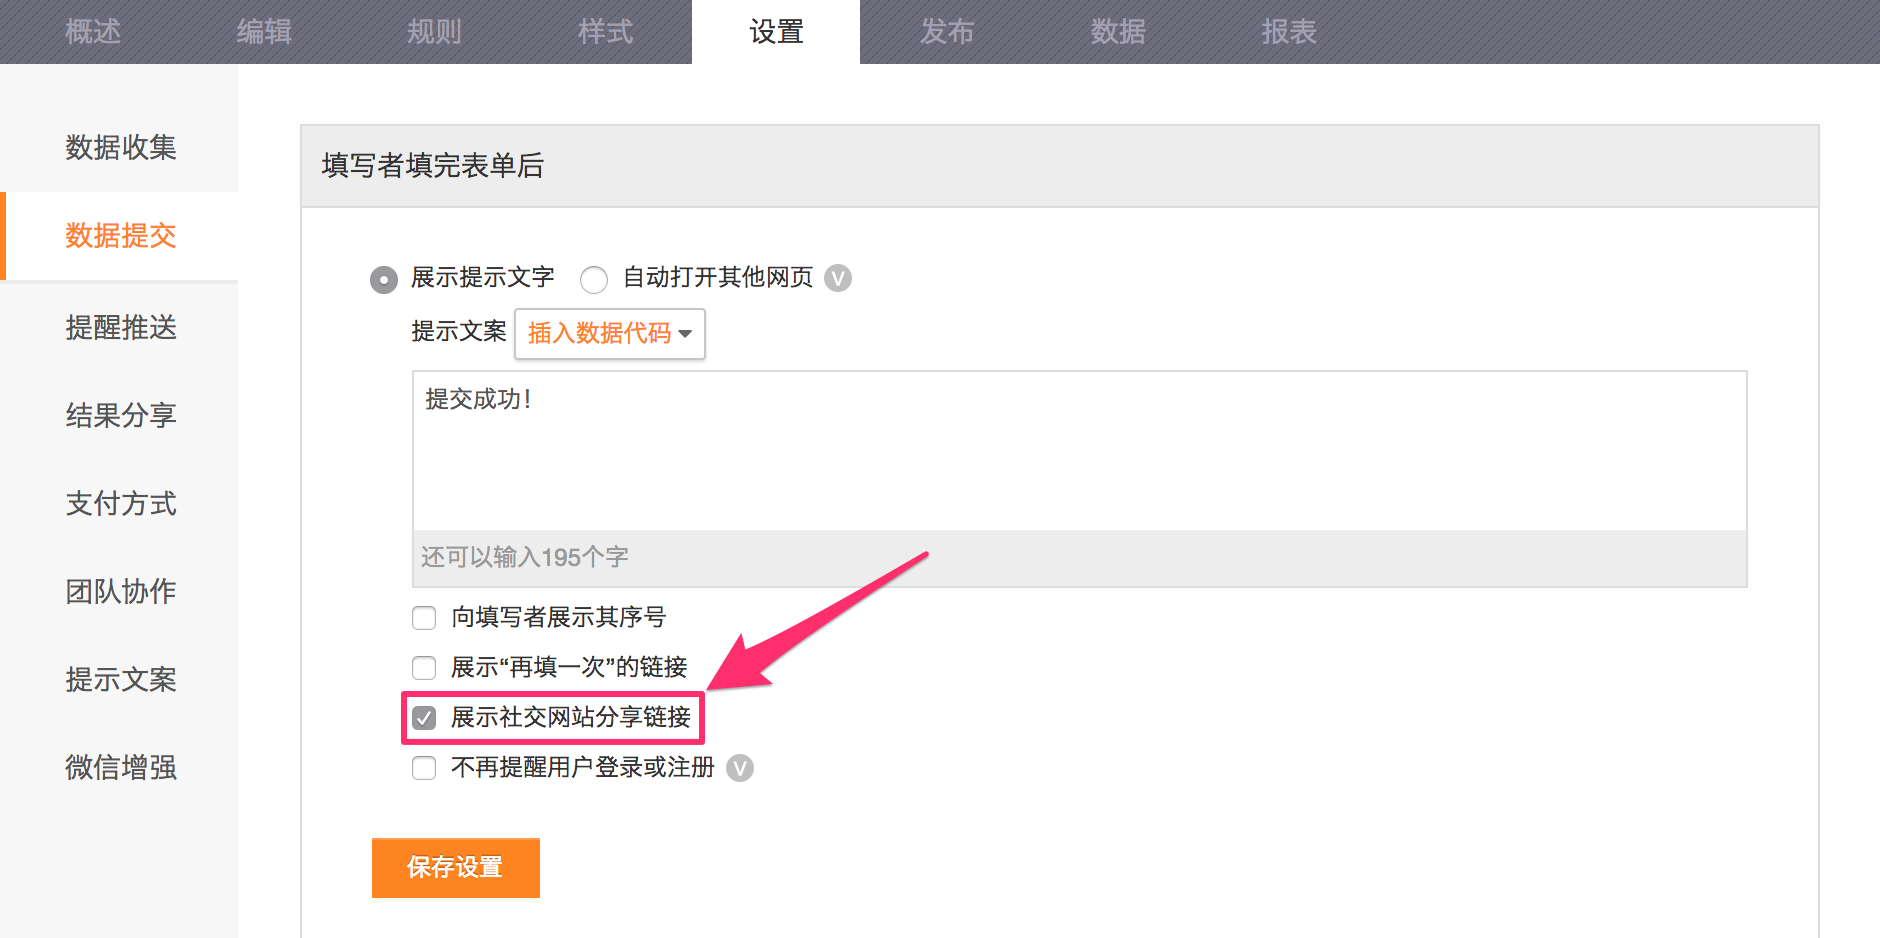 概述 编辑 规则 样式 设置 发布 数据 报表
数据收集
数据提交
提醒推送
结果分享
支付方式
团队协作
提示文案
微信增强
填写者填完表单后
展示提示文字 自动打开其他网页 V
提示文案 插入数据代码
提交成功！
还可以输入195个字
向填写者展示其序号
展示“再填一次”的链接
展示社交网站分享链接
不再提醒用户登录或注册 V
保存设置